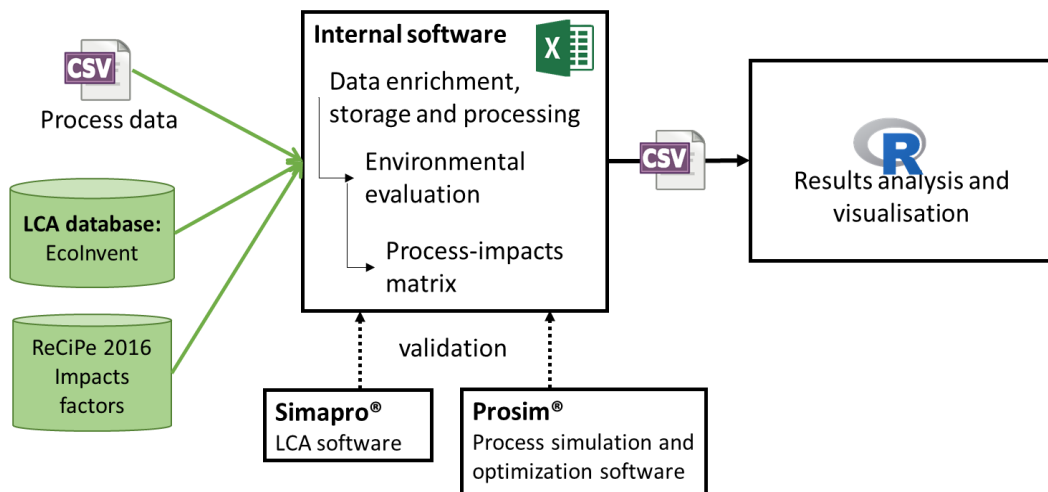 CSV
Process data
LCA database:
EcoInvent
ReCiPe 2016
Impacts
factors
Internal software
X
Data enrichment,
storage and processing
Environmental
evaluation
Process-impacts
matrix
validation
Simapro®
LCA software
Prosim®
Process simulation and
optimization software
CSV
R
Results analysis and
visualisation